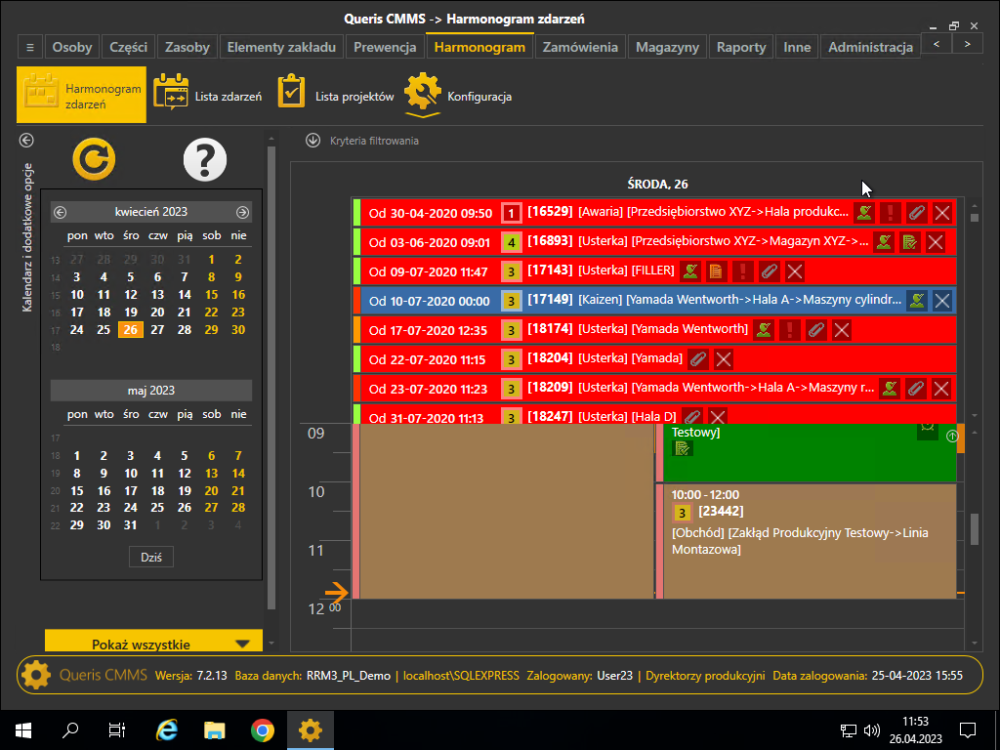 Queris CMMS -> Harmonogram zdarzeń
Osoby Części Zasoby Elementy zakładu Prewencja Harmonogram Zamówienia Magazyny Raporty Inne Administracja < >
Harmonogram zdarzeń
Lista zdarzeń
Lista projektów
Konfiguracja
Kalendarz i dodatkowe opcje
Kryteria filtrowania
kwiecień 2023
pon wto śro czw pią sob nie
13 27 28 29 30 31 1 2
14 3 4 5 6 7 8 9
15 10 11 12 13 14 15 16
16 17 18 19 20 21 22 23
17 24 25 26 27 28 29 30
18
maj 2023
pon wto śro czw pią sob nie
17
18 1 2 3 4 5 6 7
19 8 9 10 11 12 13 14
20 15 16 17 18 19 20 21
21 22 23 24 25 26 27 28
22 29 30 31 1 2 3 4
Dziś
Pokaż wszystkie
ŚRODA, 26
Od 30-04-2020 09:50 1 [16529] [Awaria] [Przedsiębiorstwo XYZ->Hala produkc...
Od 03-06-2020 09:01 4 [16893] [Usterka] [Przedsiębiorstwo XYZ->Magazyn XYZ->...
Od 09-07-2020 11:47 3 [17143] [Usterka] [FILLER]
Od 10-07-2020 00:00 3 [17149] [Kaizen] [Yamada Wentworth->Hala A->Maszyny cylindr...
Od 17-07-2020 12:35 3 [18174] [Usterka] [Yamada Wentworth]
Od 22-07-2020 11:15 3 [18204] [Usterka] [Yamada]
Od 23-07-2020 11:23 3 [18209] [Usterka] [Yamada Wentworth->Hala A->Maszyny r...
Od 31-07-2020 11:13 3 [18247] [Usterka] [Hala D]
09
10
11
12 00
Testowy]
10:00 - 12:00
3 [23442]
[Obchód] [Zakłąd Produkcyjny Testowy->Linia
Montazowa]
Queris CMMS Wersja: 7.2.13 Baza danych: RRM3_PL_Demo | localhost\SQLEXPRESS Zalogowany: User23 | Dyrektorzy produkcyjni Data zalogowania: 25-04-2023 15:55
11:53
26.04.2023